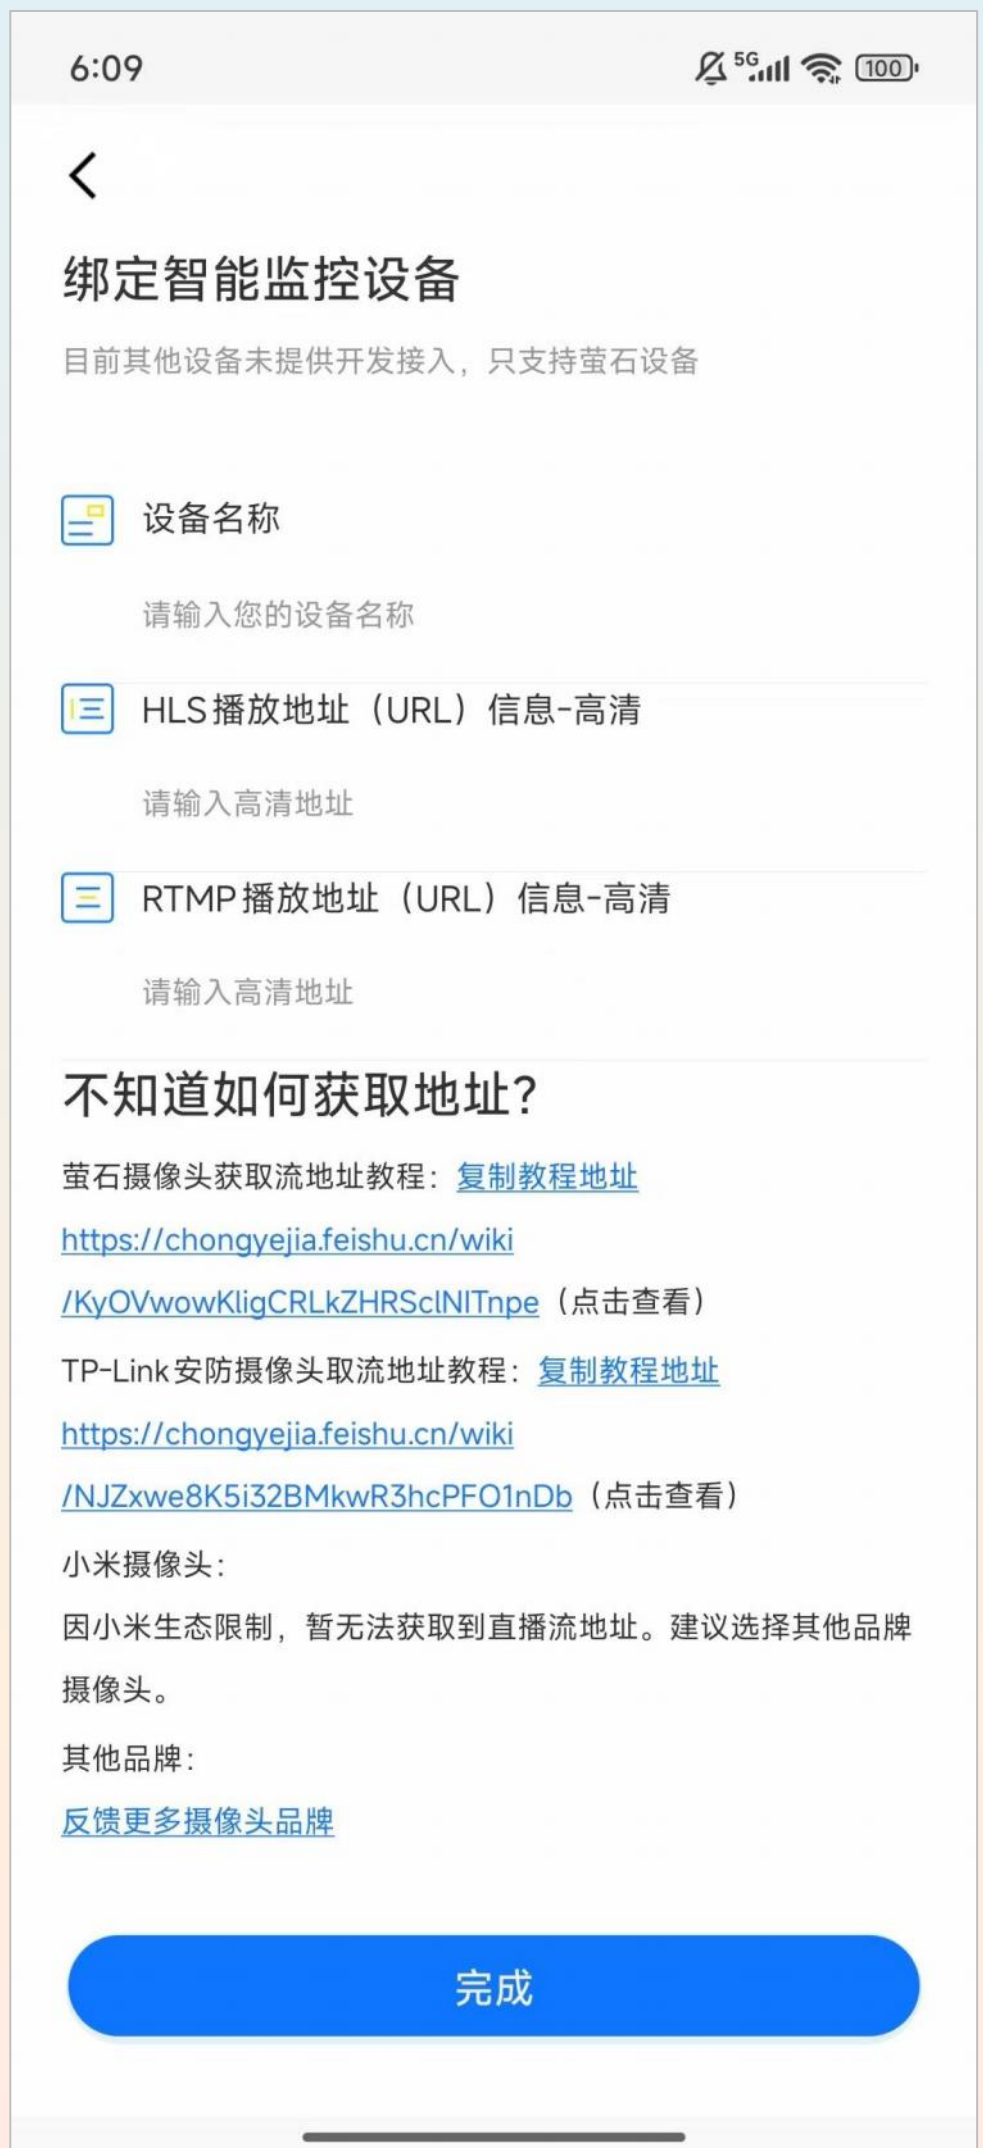 6:09
5G
100
绑定智能监控设备
目前其他设备未提供开发接入，只支持萤石设备
设备名称
请输入您的设备名称
HLS播放地址（URL）信息-高清
请输入高清地址
RTMP播放地址（URL）信息-高清
请输入高清地址
不知道如何获取地址？
萤石摄像头获取流地址教程：复制教程地址
https://chongyejia.feishu.cn/wiki
/KyOVwowKligCRLkZHRSclNITnpe（点击查看）
TP-Link安防摄像头取流地址教程：复制教程地址
https://chongyejia.feishu.cn/wiki
/NJZxwe8K5i32BMkwR3hcPFO1nDb（点击查看）
小米摄像头：
因小米生态限制，暂无法获取到直播流地址。建议选择其他品牌
摄像头。
其他品牌：
反馈更多摄像头品牌
完成